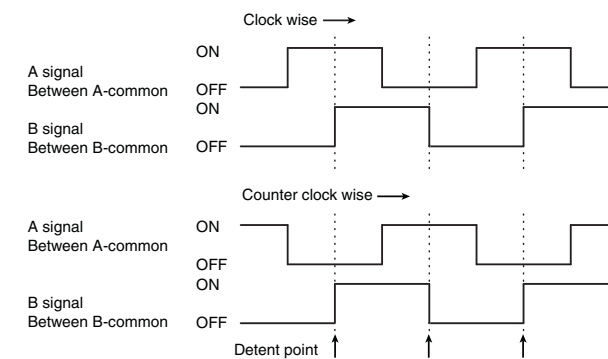 Clock wise
ON
A signal
Between A-common
OFF
ON
B signal
Between B-common
OFF
Counter clock wise
A signal
ON
Between A-common
OFF
ON
B signal
Between B-common
OFF
Detent point